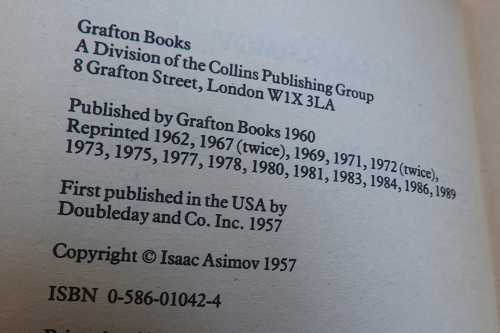 Grafton Books
A Division of the Collins Publishing Group
8 Grafton Street, London W1X 3LA
Published by Grafton Books 1960
Reprinted 1962, 1967 (twice), 1969, 1971, 1972 (twice),
1973, 1975, 1977, 1978, 1980, 1981, 1983, 1984, 1986, 1989
First published in the USA by
Doubleday and Co. Inc. 1957
Copyright © Isaac Asimov 1957
ISBN 0-586-01042-4